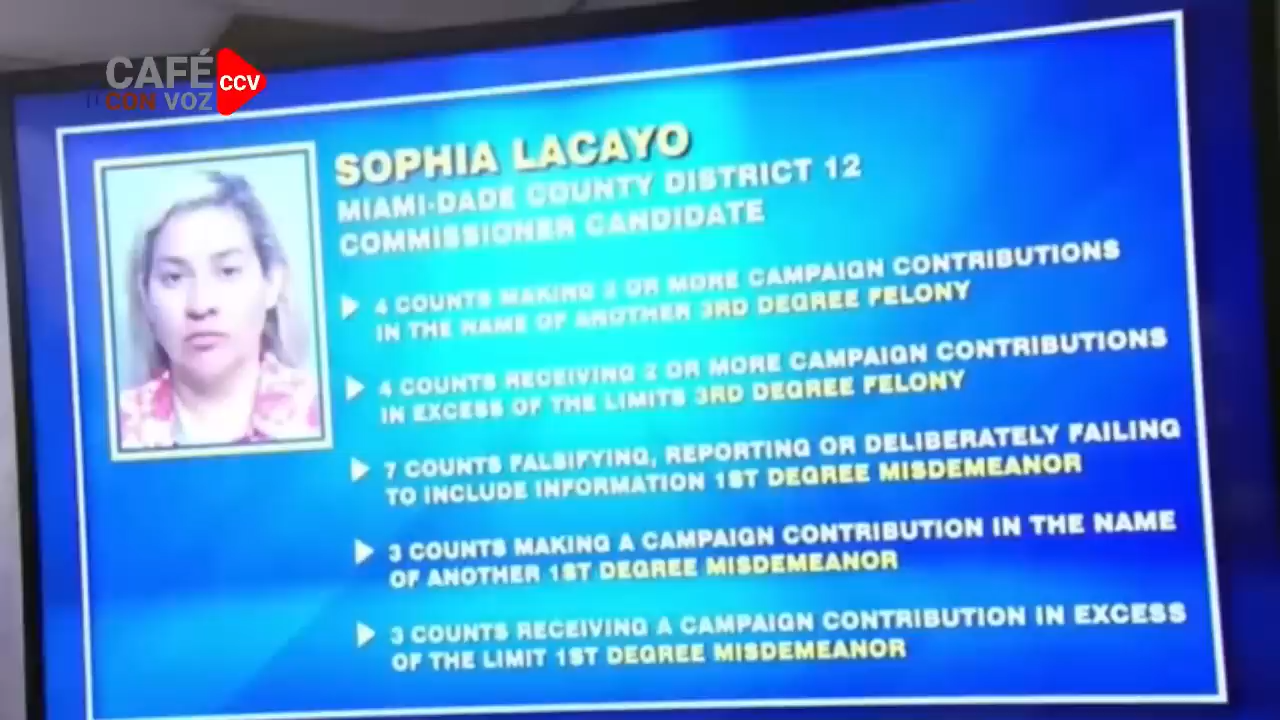 CAFÉ
CON VOZ
CCV
SOPHIA LACAYO
MIAMI-DADE COUNTY DISTRICT 12
COMMISSIONER CANDIDATE
4 COUNTS MAKING 2 OR MORE CAMPAIGN CONTRIBUTIONS
IN THE NAME OF ANOTHER 3RD DEGREE FELONY
4 COUNTS RECEIVING 2 OR MORE CAMPAIGN CONTRIBUTIONS
IN EXCESS OF THE LIMITS 3RD DEGREE FELONY
7 COUNTS FALSIFYING, REPORTING OR DELIBERATELY FAILING
TO INCLUDE INFORMATION 1ST DEGREE MISDEMEANOR
3 COUNTS MAKING A CAMPAIGN CONTRIBUTION IN THE NAME
OF ANOTHER 1ST DEGREE MISDEMEANOR
3 COUNTS RECEIVING A CAMPAIGN CONTRIBUTION IN EXCESS
OF THE LIMIT 1ST DEGREE MISDEMEANOR